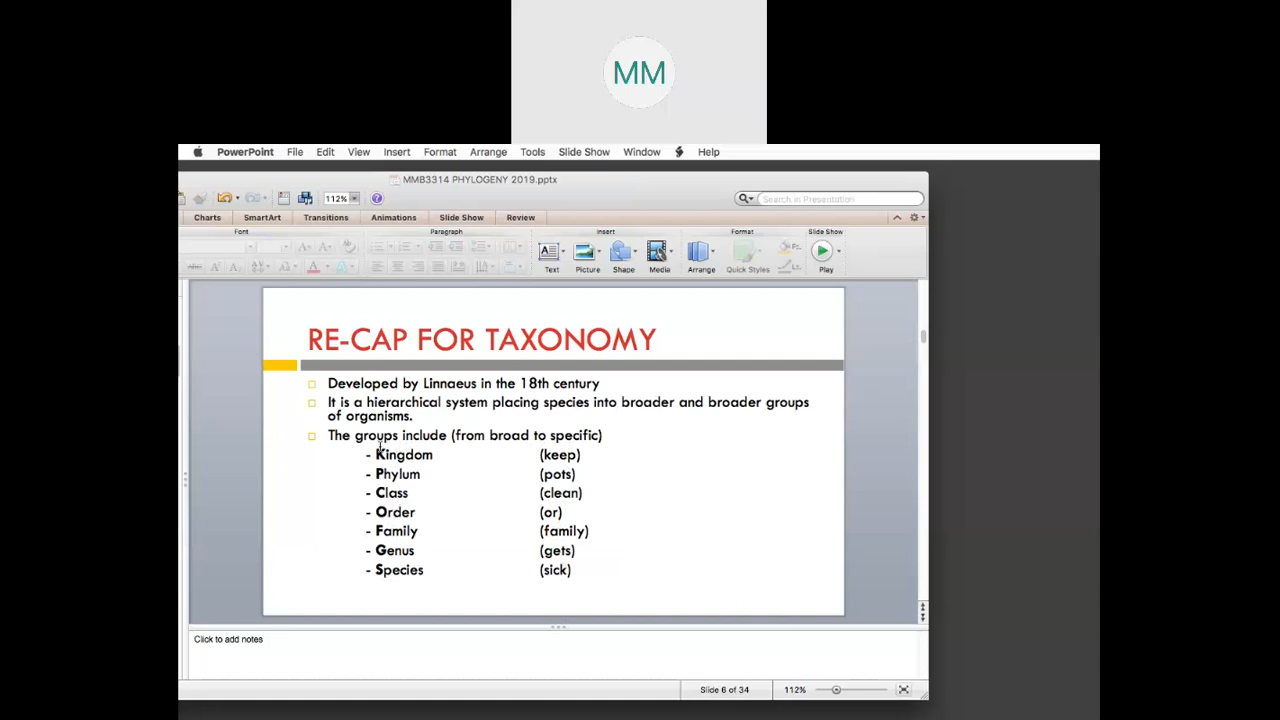 MM
PowerPoint File Edit View Insert Format Arrange Tools Slide Show Window Help
MMB3314 PHYLOGENY 2019.pptx
112% Search in Presentation
Charts SmartArt Transitions Animations Slide Show Review
Font Paragraph Insert Format Slide Show
Text Picture Shape Media Arrange Quick Styles Play
RE-CAP FOR TAXONOMY
Developed by Linnaeus in the 18th century
It is a hierarchical system placing species into broader and broader groups
of organisms.
The groups include (from broad to specific)
- Kingdom (keep)
- Phylum (pots)
- Class (clean)
- Order (or)
- Family (family)
- Genus (gets)
- Species (sick)
Click to add notes
Slide 6 of 34 112%